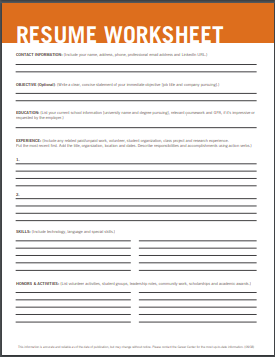 RESUME WORKSHEET
CONTACT INFORMATION: (Include your name, address, phone, professional email address and LinkedIn URL.)
OBJECTIVE (Optional): (Write a clear, concise statement of your immediate objective (job title and company pursuing).)
EDUCATION: (List your current school information (university name and degree pursuing), relevant coursework and GPA, if it's impressive or
requested by the employer.)
EXPERIENCE: (Include any related paid/unpaid work, volunteer, student organization, class project and research experience.
Put the most recent first. Add the title, organization, location and dates. Describe responsibilities and accomplishments using action verbs.)
1.
2.
SKILLS: (Include technology, language and special skills.)
HONORS & ACTIVITIES: (List volunteer activities, student groups, leadership roles, community work, scholarships and academic awards.)